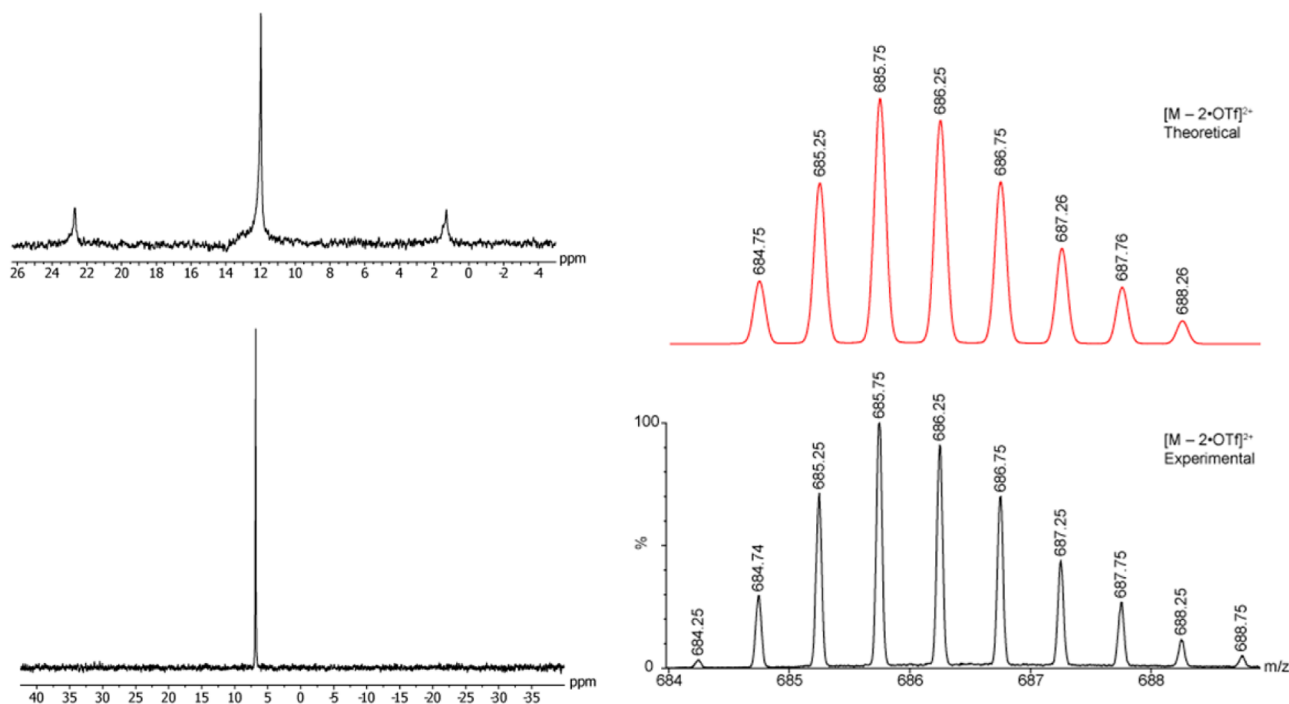 26 24 22 20 18 16 14 12 10 8 6 4 2 0 -2 -4 ppm
40 35 30 25 20 15 10 5 0 -5 -10 -15 -20 -25 -30 -35 ppm
684.75 685.25 685.75 686.25 686.75 687.26 687.76 688.26
[M – 2•OTf]²⁺
Theoretical
684.25 684.74 685.25 685.75 686.25 686.75 687.25 687.75 688.25 688.75
[M – 2•OTf]²⁺
Experimental
100
%
0
684 685 686 687 688 m/z